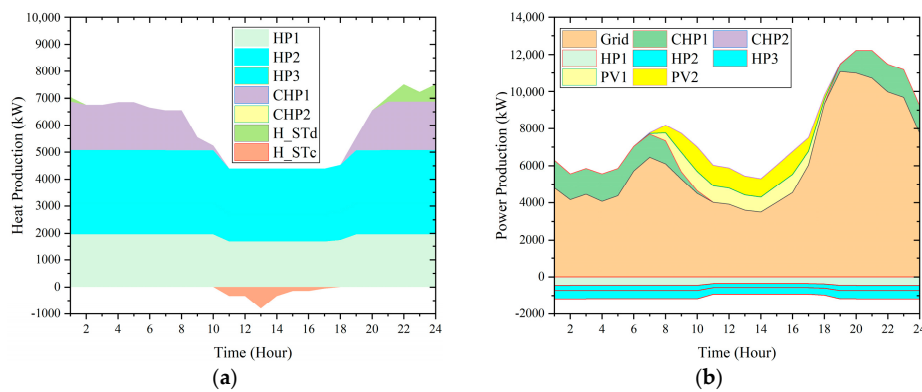 10,000
9000
8000
7000
6000
5000
4000
3000
2000
1000
0
-1000
Heat Production (kW)
HP1
HP2
HP3
CHP1
CHP2
H_STd
H_STc
2 4 6 8 10 12 14 16 18 20 22 24
Time (Hour)
(a)
14,000
12,000
10,000
8000
6000
4000
2000
0
-2000
Power Production (kW)
Grid CHP1 CHP2
HP1 HP2 HP3
PV1 PV2
2 4 6 8 10 12 14 16 18 20 22 24
Time (Hour)
(b)